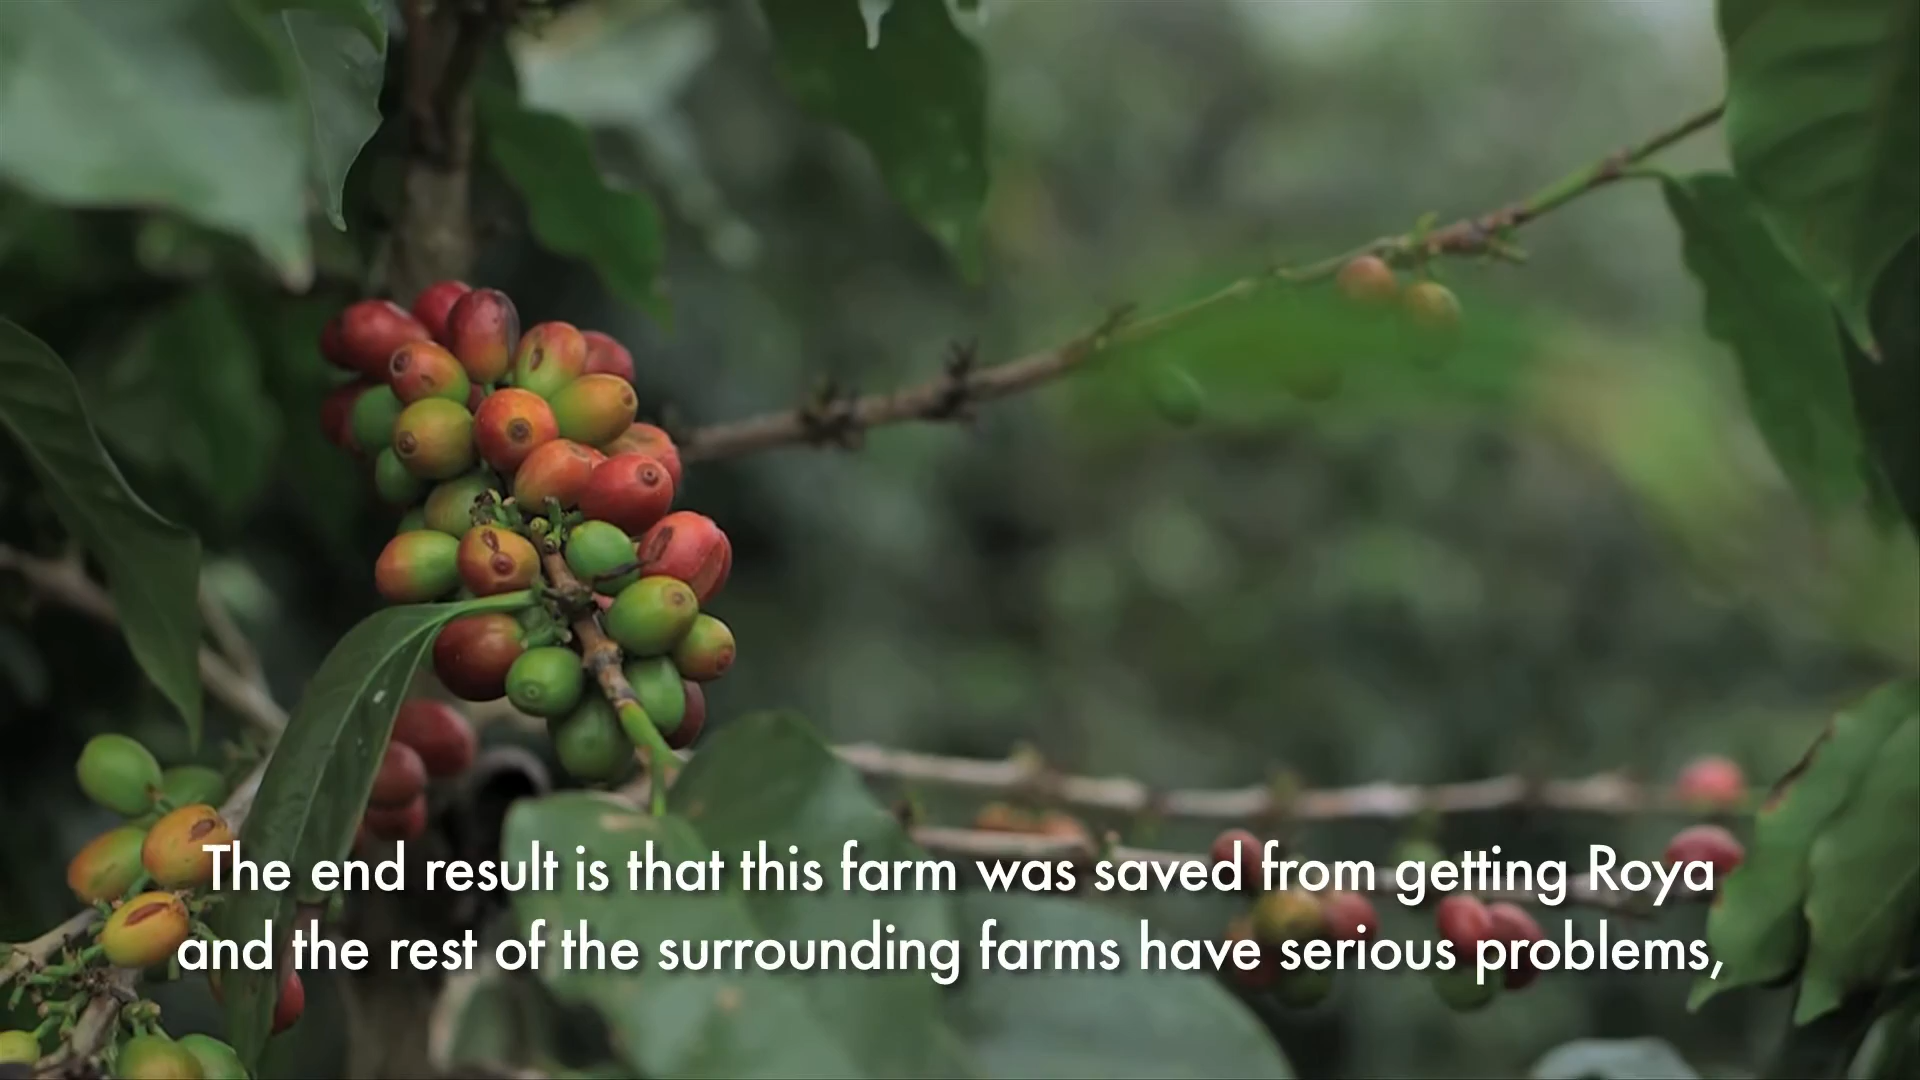 The end result is that this farm was saved from getting Roya
and the rest of the surrounding farms have serious problems,